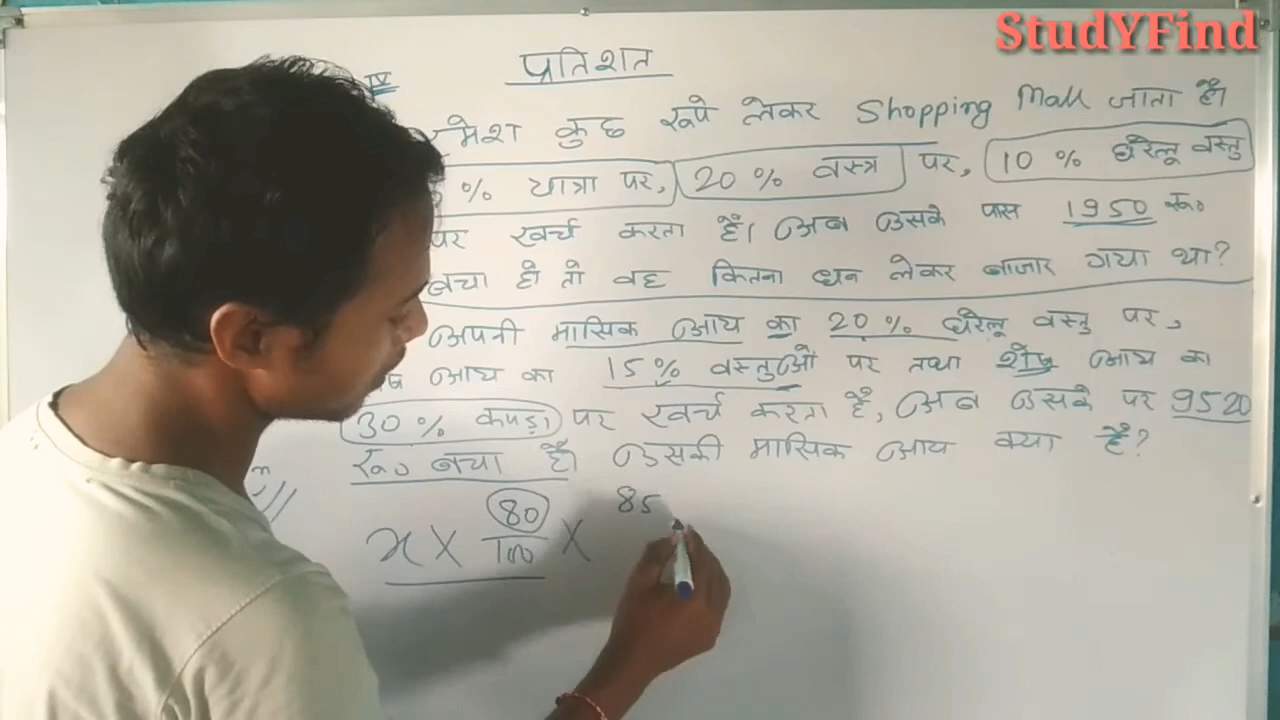 StudYFind
प्रतिशत
IV
रमेश कुछ रूपे लेकर Shopping Mall जाता है।
% यात्रा पर, 20 % वस्त्र पर, 10 % घरेलू वस्तु
पर खर्च करता है। अब उसके पास 1950 रू०
बचा हो तो वह कितना धन लेकर बाजार गया था?
अपनी मासिक आय का 20 % घरेलू वस्तु पर,
आय का 15 % वस्तुओं पर तथा शेष आय का
30 % कपड़ा पर खर्च करता है, अब उसके पर 9520
रू० बचा है। उसकी मासिक आय क्या है?
x × 80/100 × 85